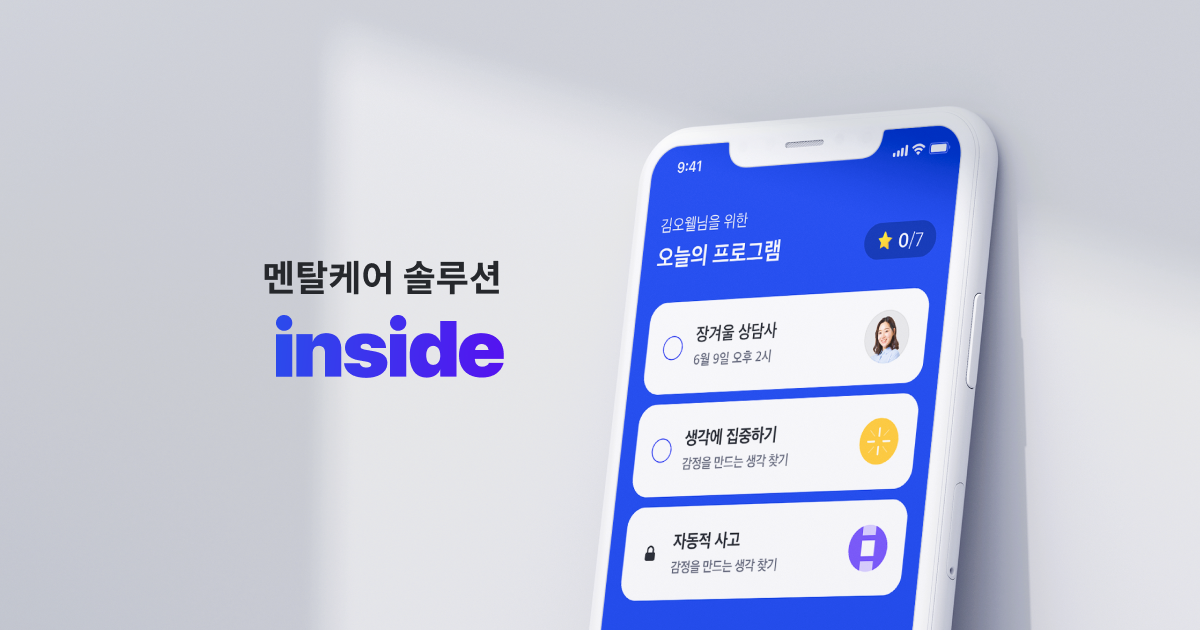 멘탈케어 솔루션
inside
9:41
김오웰님을 위한
오늘의 프로그램
0/7
장겨울 상담사
6월 9일 오후 2시
생각에 집중하기
감정을 만드는 생각 찾기
자동적 사고
감정을 만드는 생각 찾기